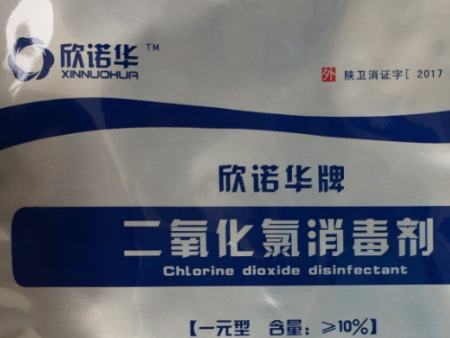 欣诺华™
XINNUOHUA
外 陕卫消证字[ 2017
欣诺华牌
二氧化氯消毒剂
Chlorine dioxide disinfectant
【一元型 含量：≥10%】